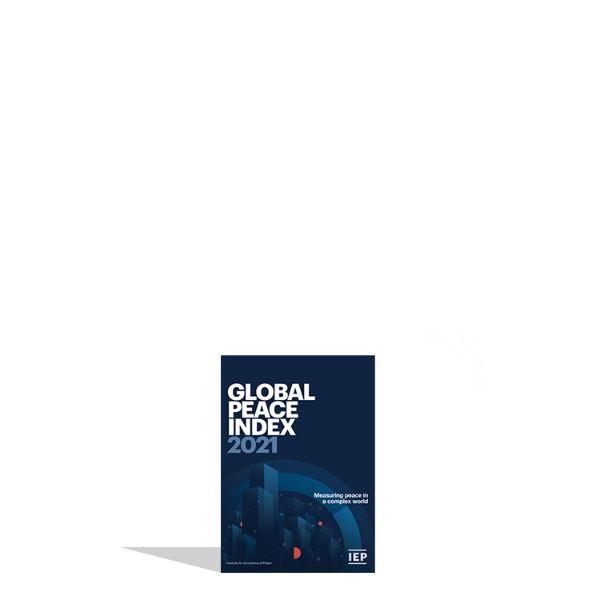 GLOBAL
PEACE
INDEX
2021
Measuring peace in
a complex world
Institute for Economics & Peace
IEP